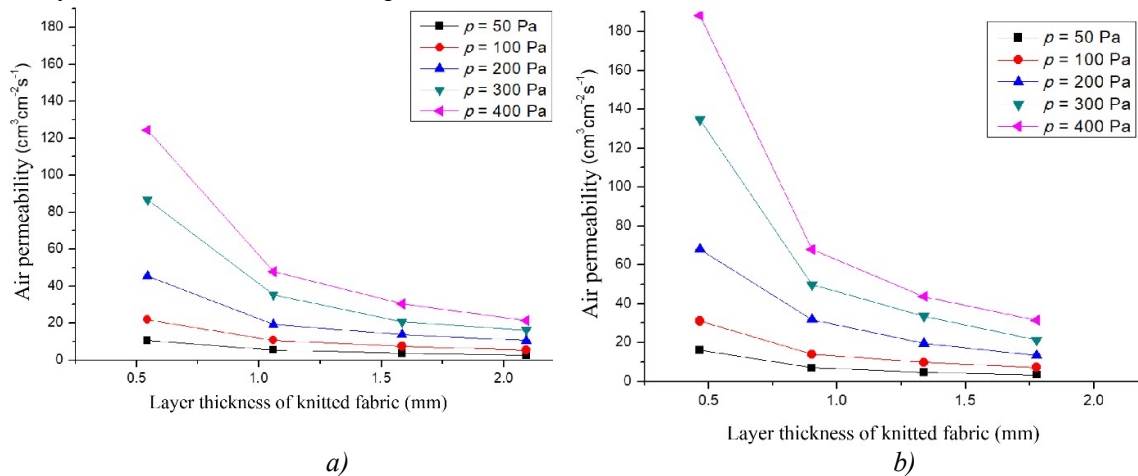 180
160
140
120
100
80
60
40
20
0
0.5
1.0
1.5
2.0
Air permeability (cm³cm⁻²s⁻¹)
Layer thickness of knitted fabric (mm)
p = 50 Pa
p = 100 Pa
p = 200 Pa
p = 300 Pa
p = 400 Pa
a)
180
160
140
120
100
80
60
40
20
0
0.5
1.0
1.5
2.0
Air permeability (cm³cm⁻²s⁻¹)
Layer thickness of knitted fabric (mm)
p = 50 Pa
p = 100 Pa
p = 200 Pa
p = 300 Pa
p = 400 Pa
b)